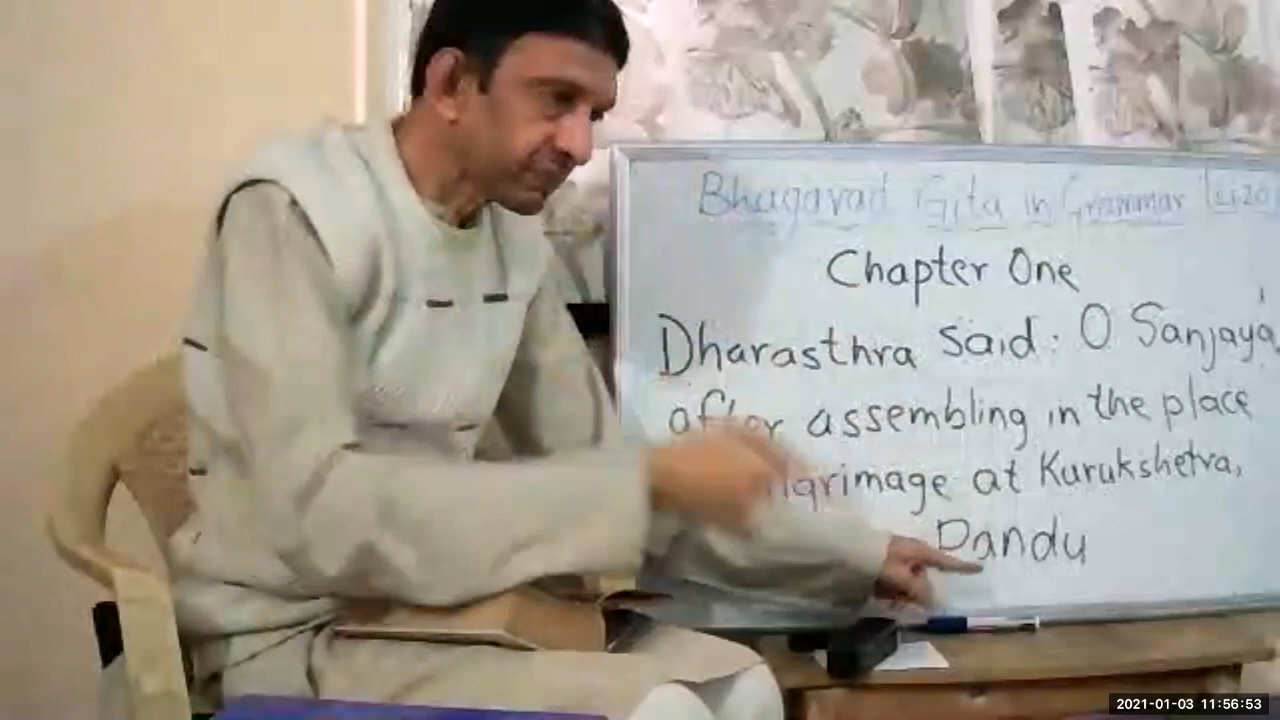 Bhagavad Gita in Grammar
Chapter One
Dharasthra said: O Sanjaya,
after assembling in the place
at Kurukshetra,
Pandu
2021-01-03 11:56:53